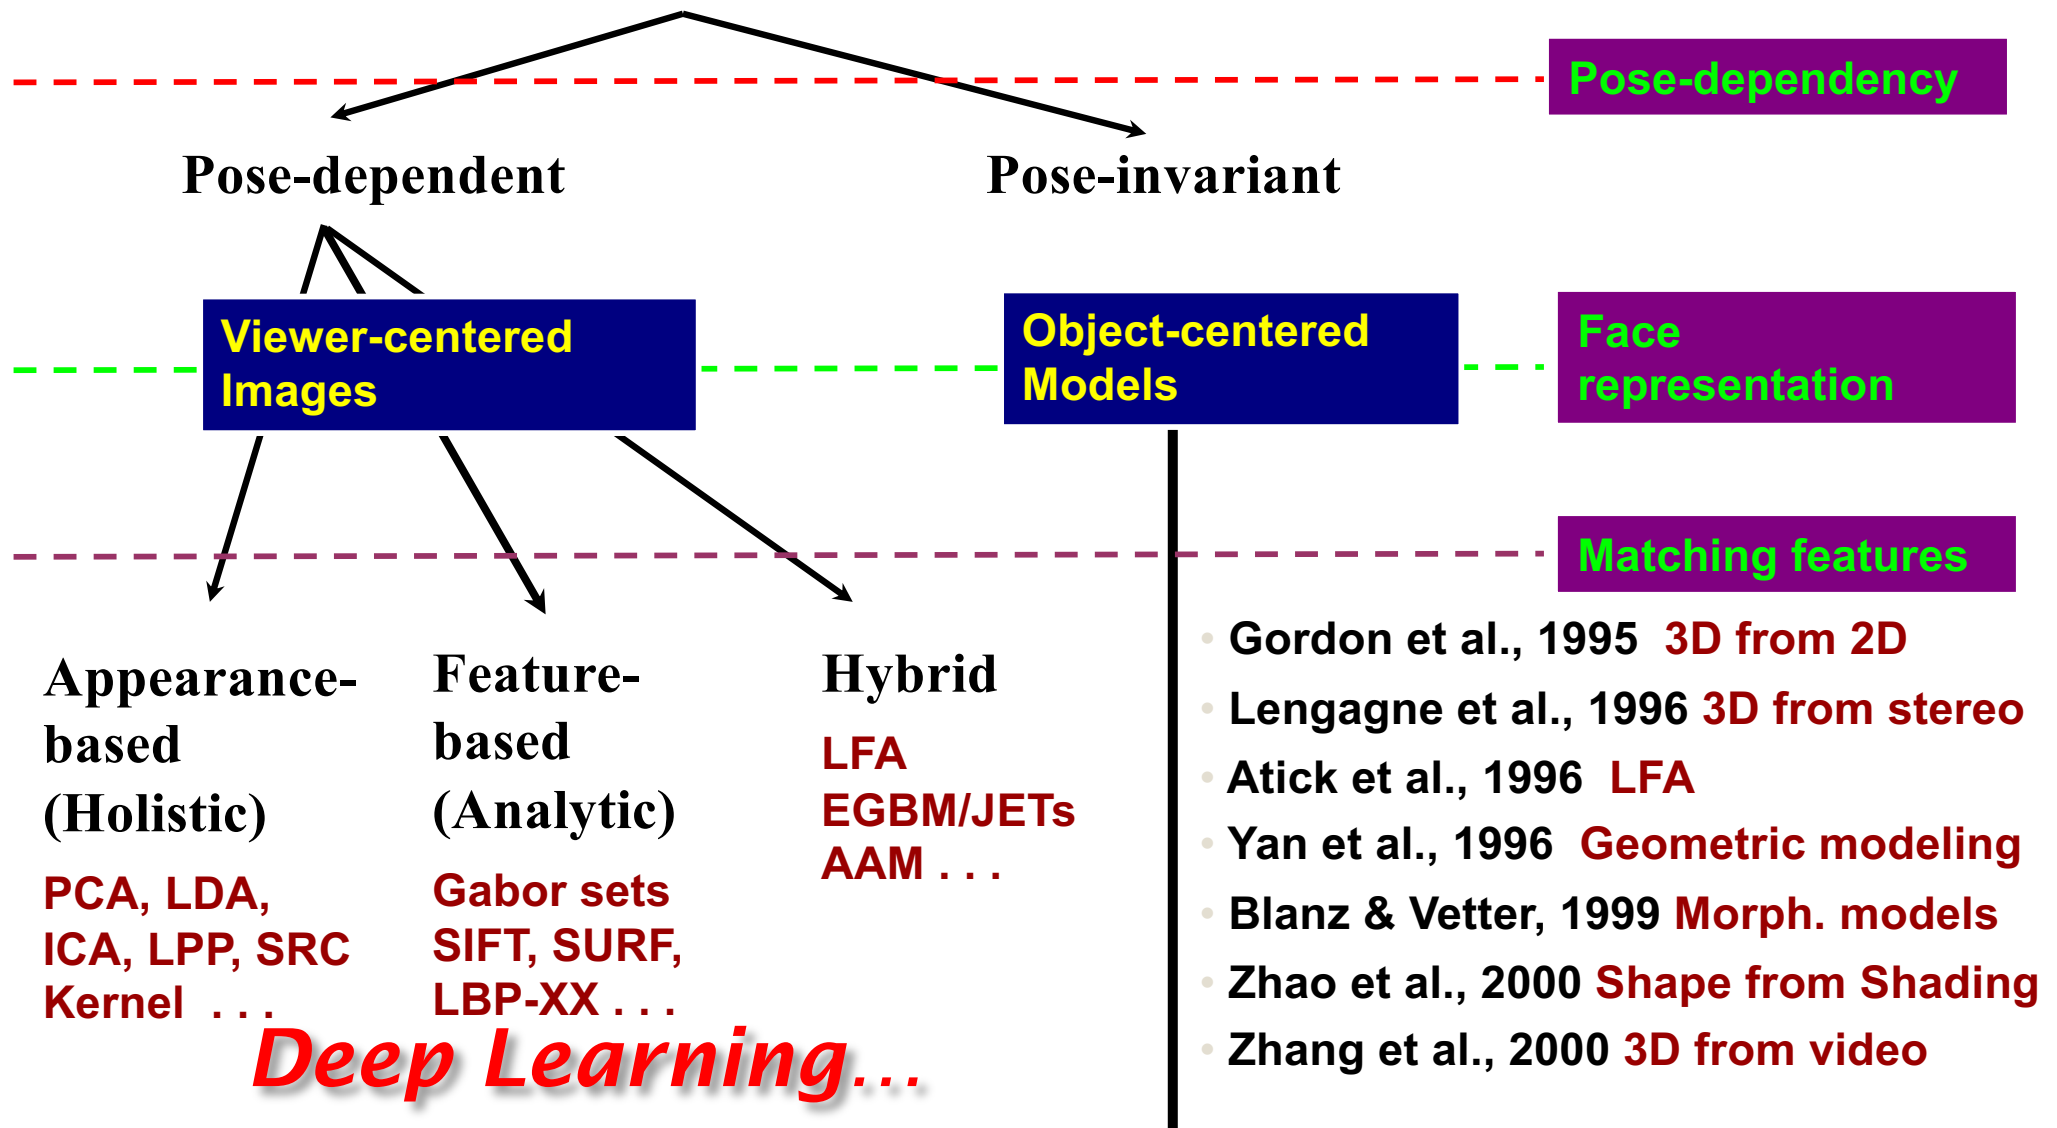 Pose-dependency
Pose-dependent
Pose-invariant
Viewer-centered
Images
Object-centered
Models
Face
representation
Matching features
Appearance-
based
(Holistic)
PCA, LDA,
ICA, LPP, SRC
Kernel . . .
Feature-
based
(Analytic)
Gabor sets
SIFT, SURF,
LBP-XX . . .
Hybrid
LFA
EGBM/JETs
AAM . . .
Deep Learning...
• Gordon et al., 1995 3D from 2D
• Lengagne et al., 1996 3D from stereo
• Atick et al., 1996 LFA
• Yan et al., 1996 Geometric modeling
• Blanz & Vetter, 1999 Morph. models
• Zhao et al., 2000 Shape from Shading
• Zhang et al., 2000 3D from video